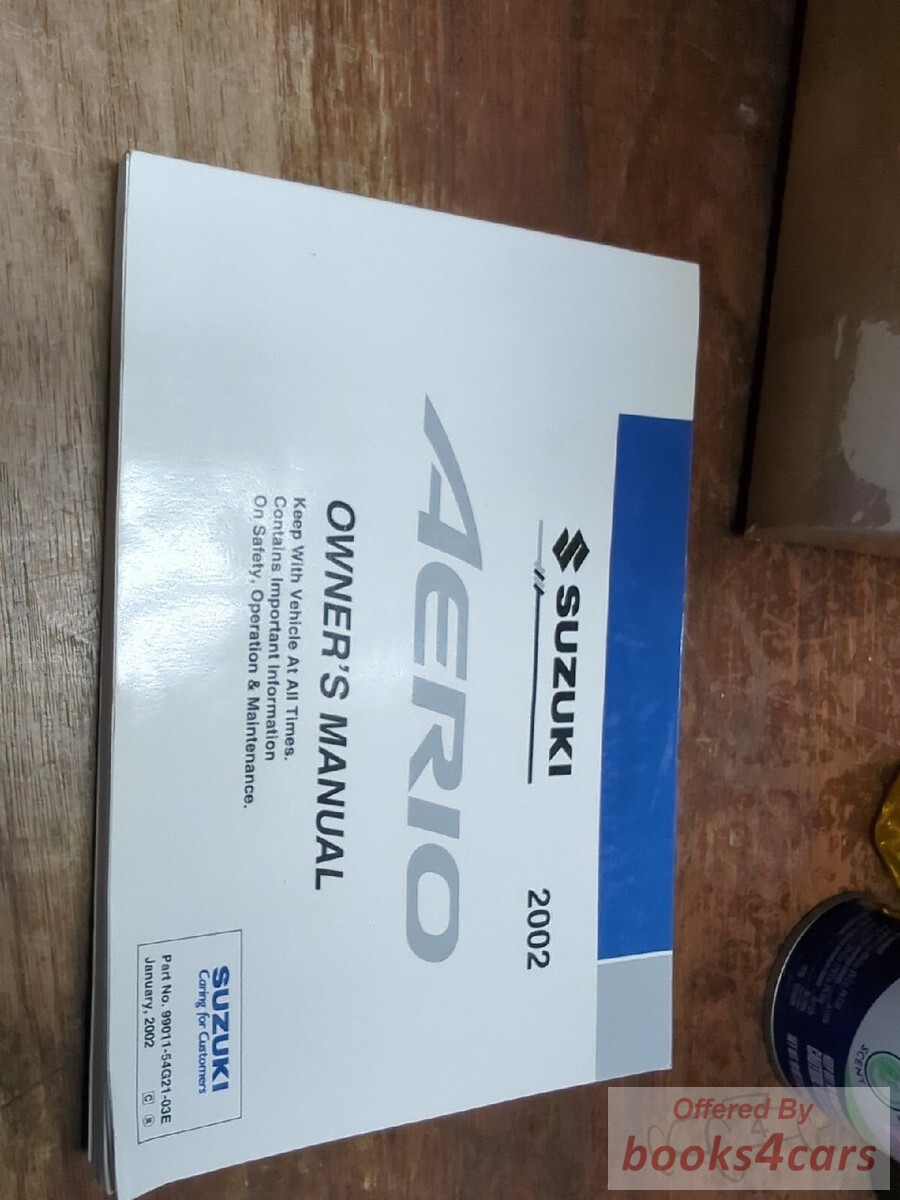 SUZUKI
2002
AERIO
OWNER'S MANUAL
Keep With Vehicle At All Times.
Contains Important Information
On Safety, Operation & Maintenance.
SUZUKI
Caring for Customers
Part No. 99011-54G21-03E
January, 2002 C R
SCENT
Offered By
books4cars